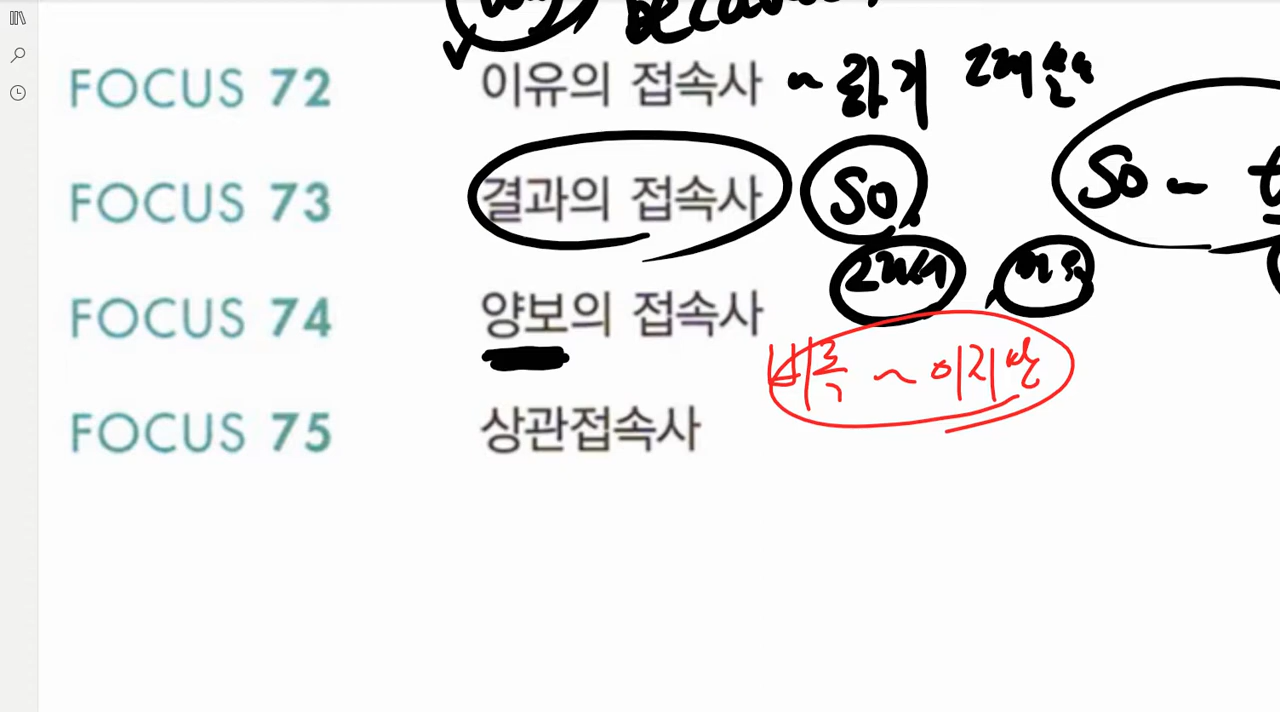 FOCUS 72 이유의 접속사 ~ 하기 때문
FOCUS 73 결과의 접속사 So So ~ t
그래서
FOCUS 74 양보의 접속사
비록 ~ 이지만
FOCUS 75 상관접속사